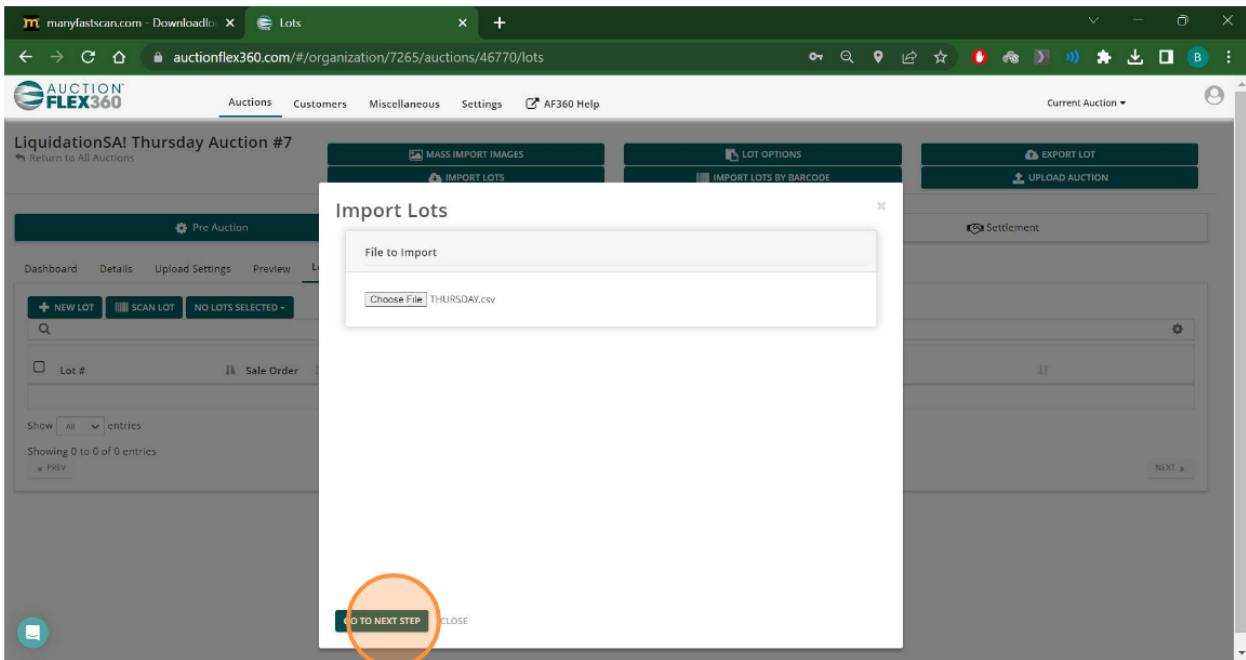 manyfastscan.com - Downloadlo
Lots
auctionflex360.com/#/organization/7265/auctions/46770/lots
B
AUCTION FLEX360
Auctions Customers Miscellaneous Settings AF360 Help
Current Auction
LiquidationSA! Thursday Auction #7
Return to All Auctions
MASS IMPORT IMAGES
LOT OPTIONS
EXPORT LOT
IMPORT LOTS
IMPORT LOTS BY BARCODE
UPLOAD AUCTION
Import Lots
Pre Auction
Settlement
File to Import
Dashboard Details Upload Settings Preview
Choose File THURSDAY.csv
NEW LOT SCAN LOT NO LOTS SELECTED
Lot # Sale Order
Show All entries
Showing 0 to 0 of 0 entries
« PREV
NEXT »
GO TO NEXT STEP CLOSE